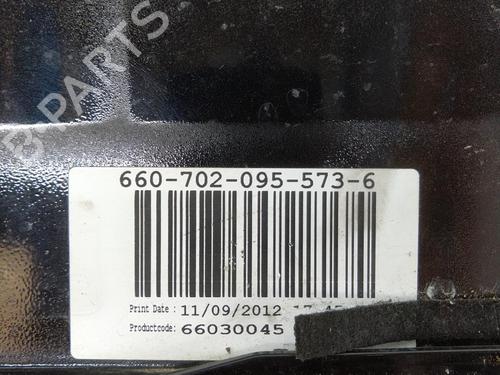 B-PARTS
660-702-095-573-6
Print Date : 11/09/2012
Productcode: 66030045